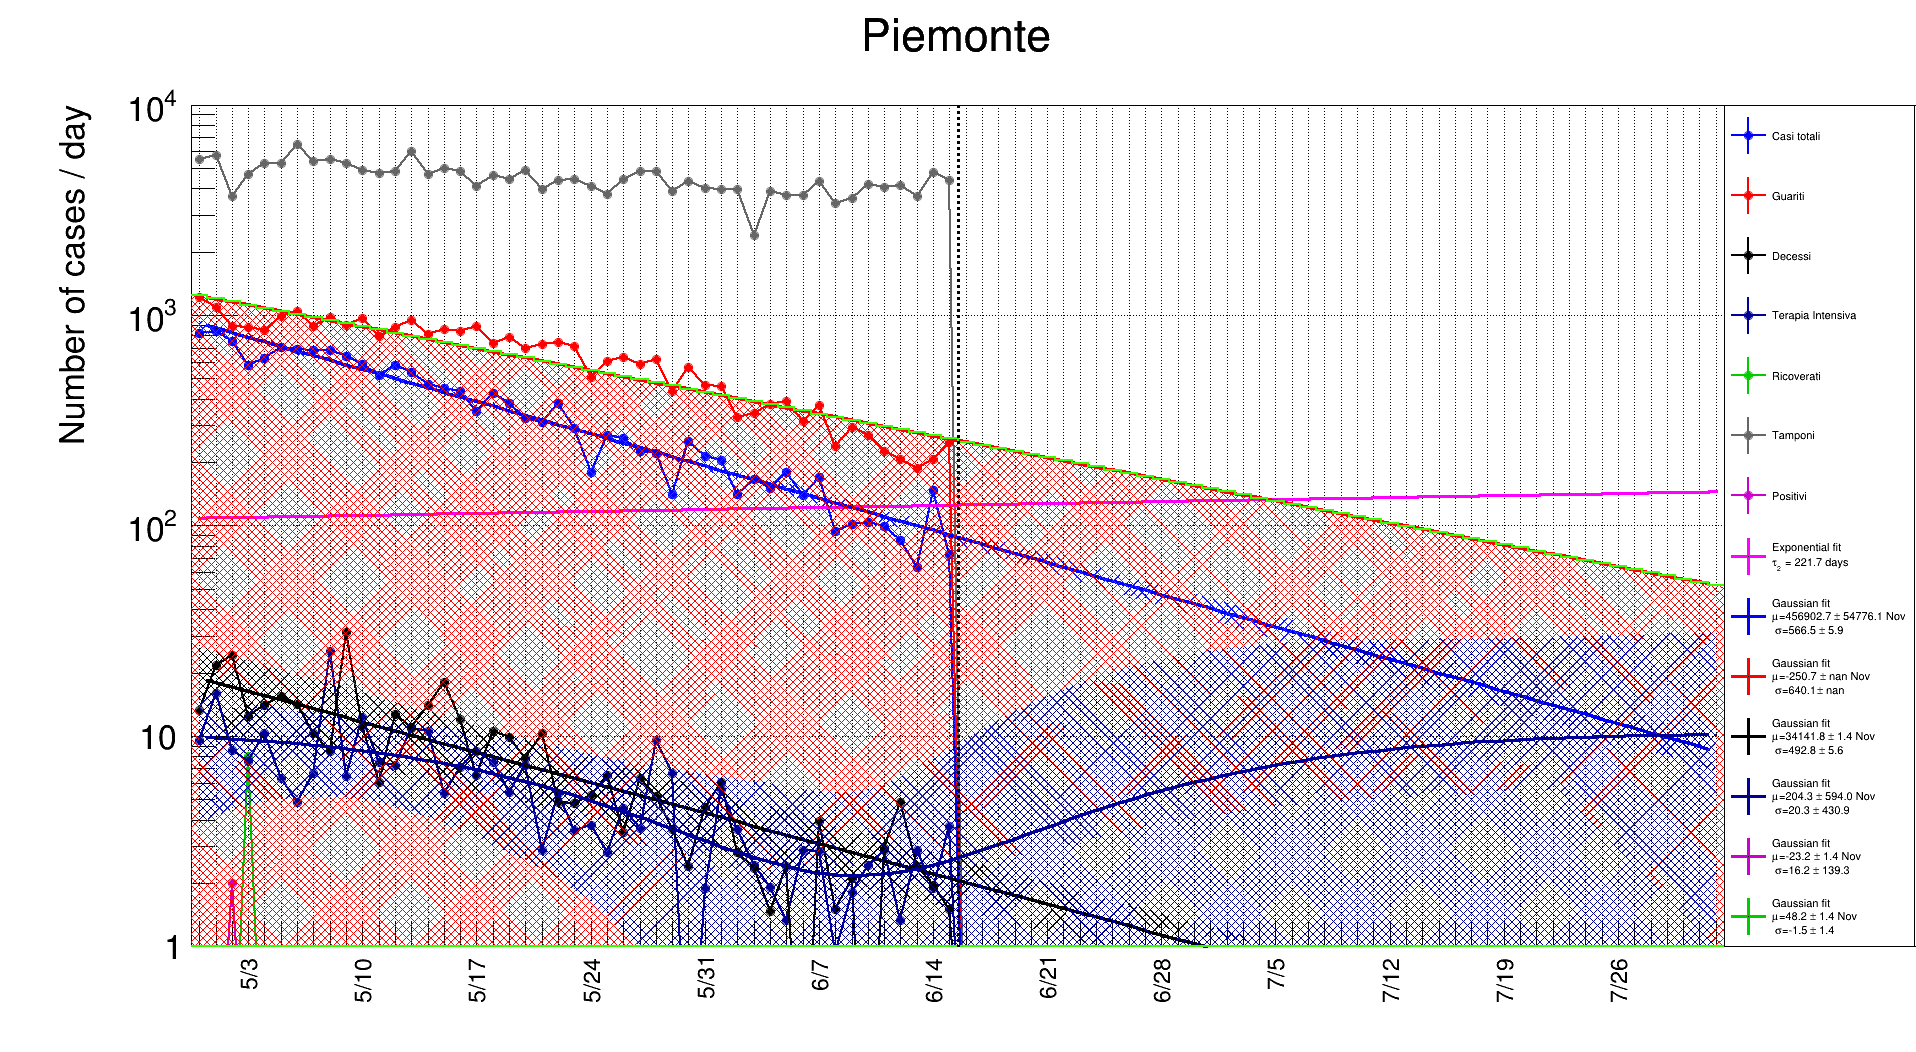 Piemonte
Number of cases / day
10^4
10^3
10^2
10
1
5/3
5/10
5/17
5/24
5/31
6/7
6/14
6/21
6/28
7/5
7/12
7/19
7/26
Casi totali
Guariti
Decessi
Terapia Intensiva
Ricoverati
Tamponi
Positivi
Exponential fit
τ_2 = 221.7 days
Gaussian fit
μ=456902.7 ± 54776.1 Nov
σ=566.5 ± 5.9
Gaussian fit
μ=-250.7 ± nan Nov
σ=640.1 ± nan
Gaussian fit
μ=34141.8 ± 1.4 Nov
σ=492.8 ± 5.6
Gaussian fit
μ=204.3 ± 594.0 Nov
σ=20.3 ± 430.9
Gaussian fit
μ=-23.2 ± 1.4 Nov
σ=16.2 ± 139.3
Gaussian fit
μ=48.2 ± 1.4 Nov
σ=-1.5 ± 1.4